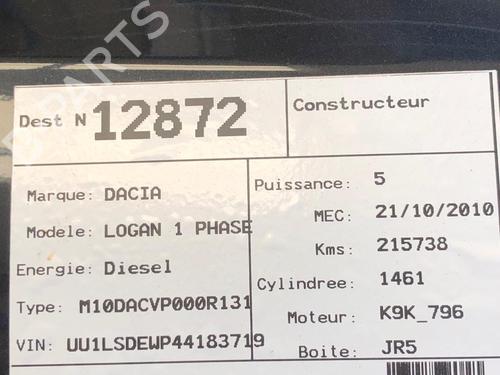 Dest N 12872
Constructeur
Marque: DACIA
Modele: LOGAN 1 PHASE
Energie: Diesel
Type: M10DACVP000R131
VIN: UU1LSDEWP44183719
Puissance: 5
MEC: 21/10/2010
Kms: 215738
Cylindree: 1461
Moteur: K9K_796
Boite: JR5
PARTS